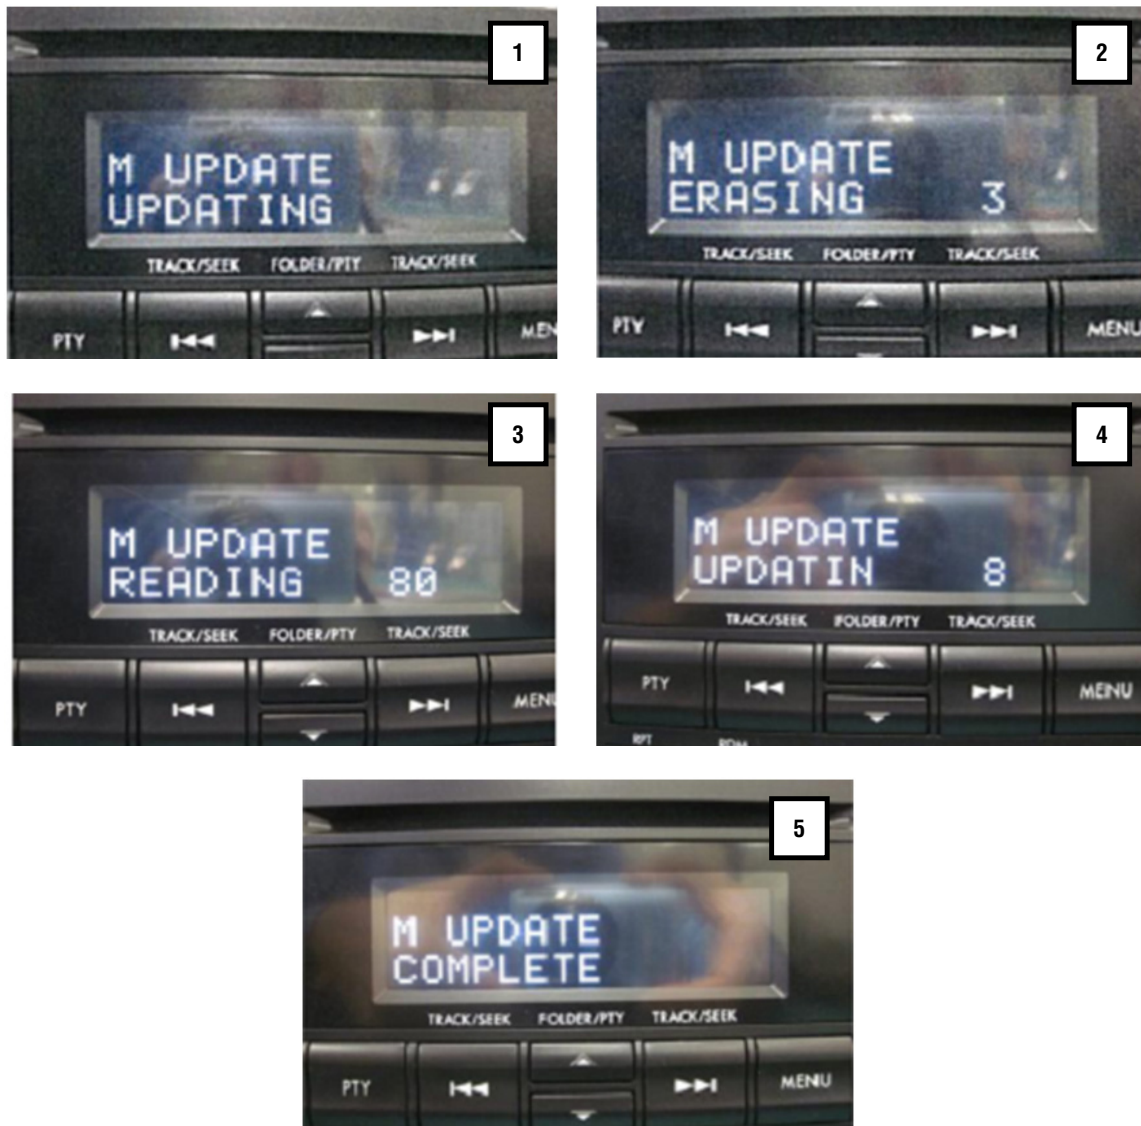 1
M UPDATE
UPDATING
TRACK/SEEK FOLDER/PTY TRACK/SEEK
PTY MEN
2
M UPDATE
ERASING 3
TRACK/SEEK FOLDER/PTY TRACK/SEEK
PTY MENU
3
M UPDATE
READING 80
TRACK/SEEK FOLDER/PTY TRACK/SEEK
PTY MENU
4
M UPDATE
UPDATIN 8
TRACK/SEEK FOLDER/PTY TRACK/SEEK
PTY MENU
RPT RDM
5
M UPDATE
COMPLETE
TRACK/SEEK FOLDER/PTY TRACK/SEEK
PTY MENU